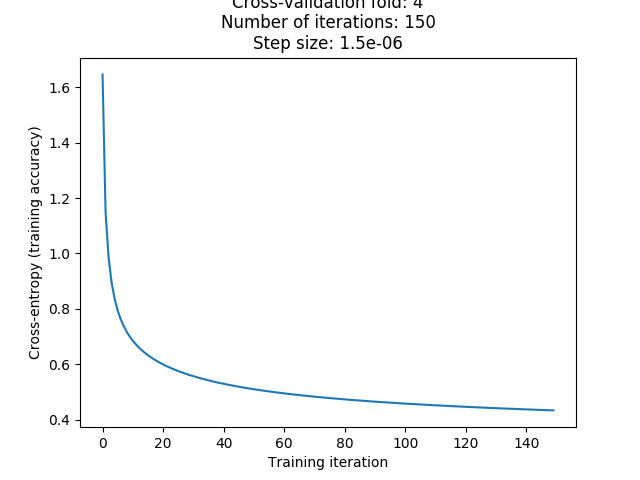 Cross-validation fold: 4
Number of iterations: 150
Step size: 1.5e-06
1.6
1.4
1.2
1.0
0.8
0.6
0.4
Cross-entropy (training accuracy)
0 20 40 60 80 100 120 140
Training iteration